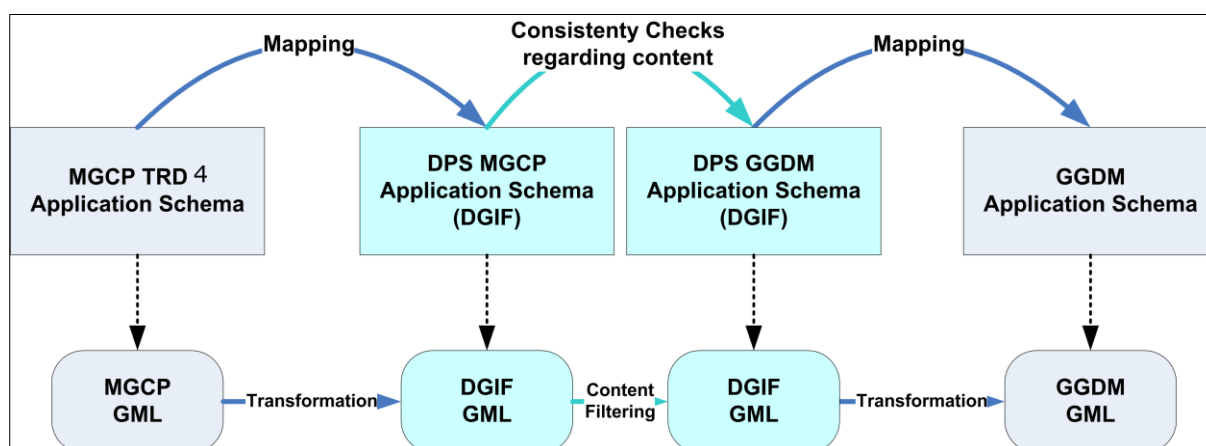 Mapping
Consistenty Checks
regarding content
Mapping
MGCP TRD 4
Application Schema
DPS MGCP
Application Schema
(DGIF)
DPS GGDM
Application Schema
(DGIF)
GGDM
Application Schema
MGCP
GML
Transformation
DGIF
GML
Content
Filtering
DGIF
GML
Transformation
GGDM
GML